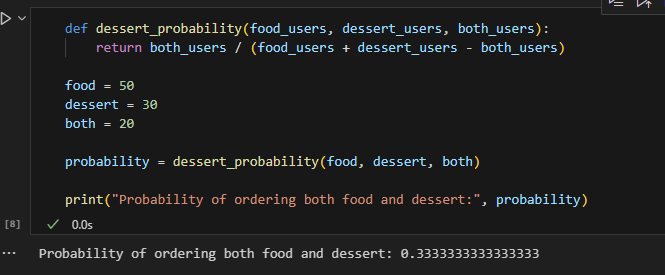 def dessert_probability(food_users, dessert_users, both_users):
    return both_users / (food_users + dessert_users - both_users)
food = 50
dessert = 30
both = 20
probability = dessert_probability(food, dessert, both)
print("Probability of ordering both food and dessert:", probability)
[8] 0.0s
... Probability of ordering both food and dessert: 0.3333333333333333